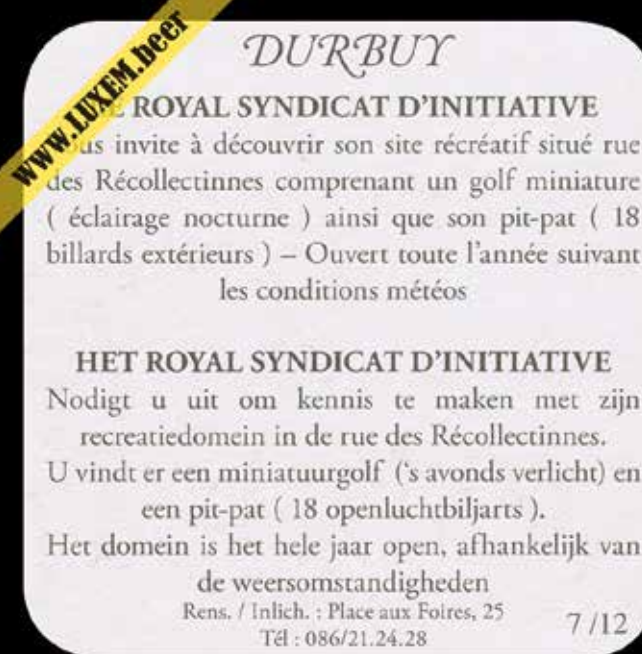 www.LUXEM.beer
DURBUY
ROYAL SYNDICAT D'INITIATIVE
invite à découvrir son site récréatif situé rue
des Récollectinnes comprenant un golf miniature
( éclairage nocturne ) ainsi que son pit-pat ( 18
billards extérieurs ) – Ouvert toute l'année suivant
les conditions météos
HET ROYAL SYNDICAT D'INITIATIVE
Nodigt u uit om kennis te maken met zijn
recreatiedomein in de rue des Récollectinnes.
U vindt er een miniatuurgolf ('s avonds verlicht) en
een pit-pat ( 18 openluchtbiljarts ).
Het domein is het hele jaar open, afhankelijk van
de weersomstandigheden
Rens. / Inlich. : Place aux Foires, 25
Tél : 086/21.24.28
7 /12